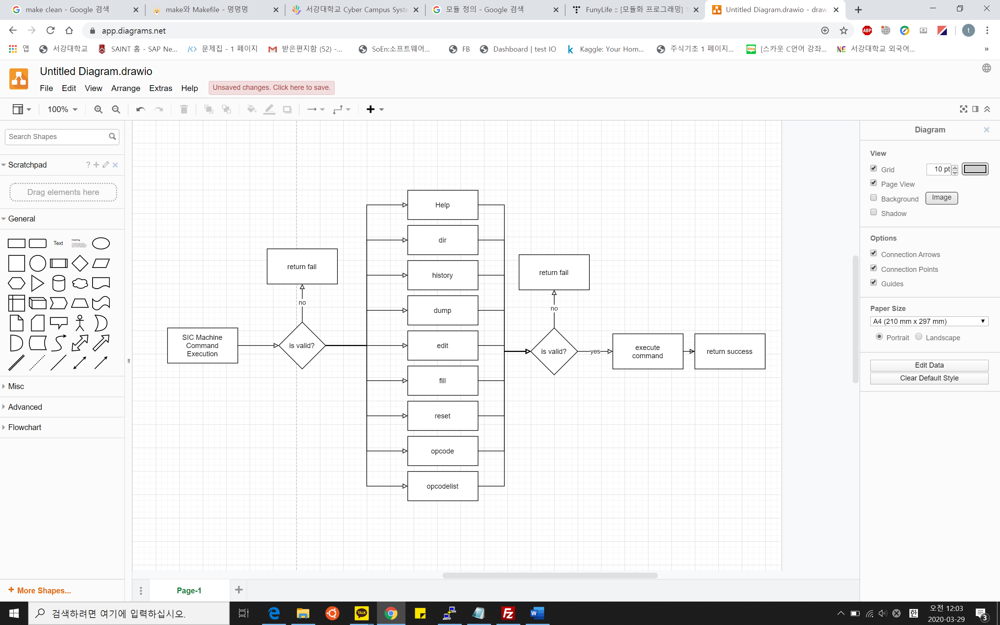 make clean - Google 검색
make와 Makefile - 멍멍멍
서강대학교 Cyber Campus Syste
모듈 정의 - Google 검색
FunyLife :: [모듈화 프로그래밍] 1
Untitled Diagram.drawio - draw.
app.diagrams.net
ABP
t
앱
서강대학교
SAINT 홈 - SAP Ne...
문제집 - 1 페이지
받은편지함 (52) -...
SoEn:소프트웨어...
FB
Dashboard | test IO
Kaggle: Your Hom...
주식기초 1 페이지...
blog
[스카웃 C언어 강좌...
NE
서강대학교 외국어...
»
Untitled Diagram.drawio
File
Edit
View
Arrange
Extras
Help
Unsaved changes. Click here to save.
100%
Search Shapes
Scratchpad
?
Drag elements here
General
Text
Heading
Misc
Advanced
Flowchart
+ More Shapes...
SIC Machine
Command
Execution
is valid?
no
return fail
Help
dir
history
dump
edit
fill
reset
opcode
opcodelist
is valid?
no
return fail
yes
execute
command
return success
Page-1
Diagram
View
Grid
10 pt
Page View
Background
Image
Shadow
Options
Connection Arrows
Connection Points
Guides
Paper Size
A4 (210 mm x 297 mm)
Portrait
Landscape
Edit Data
Clear Default Style
검색하려면 여기에 입력하십시오.
TALK
Fz
W
한
오전 12:03
2020-03-29
3